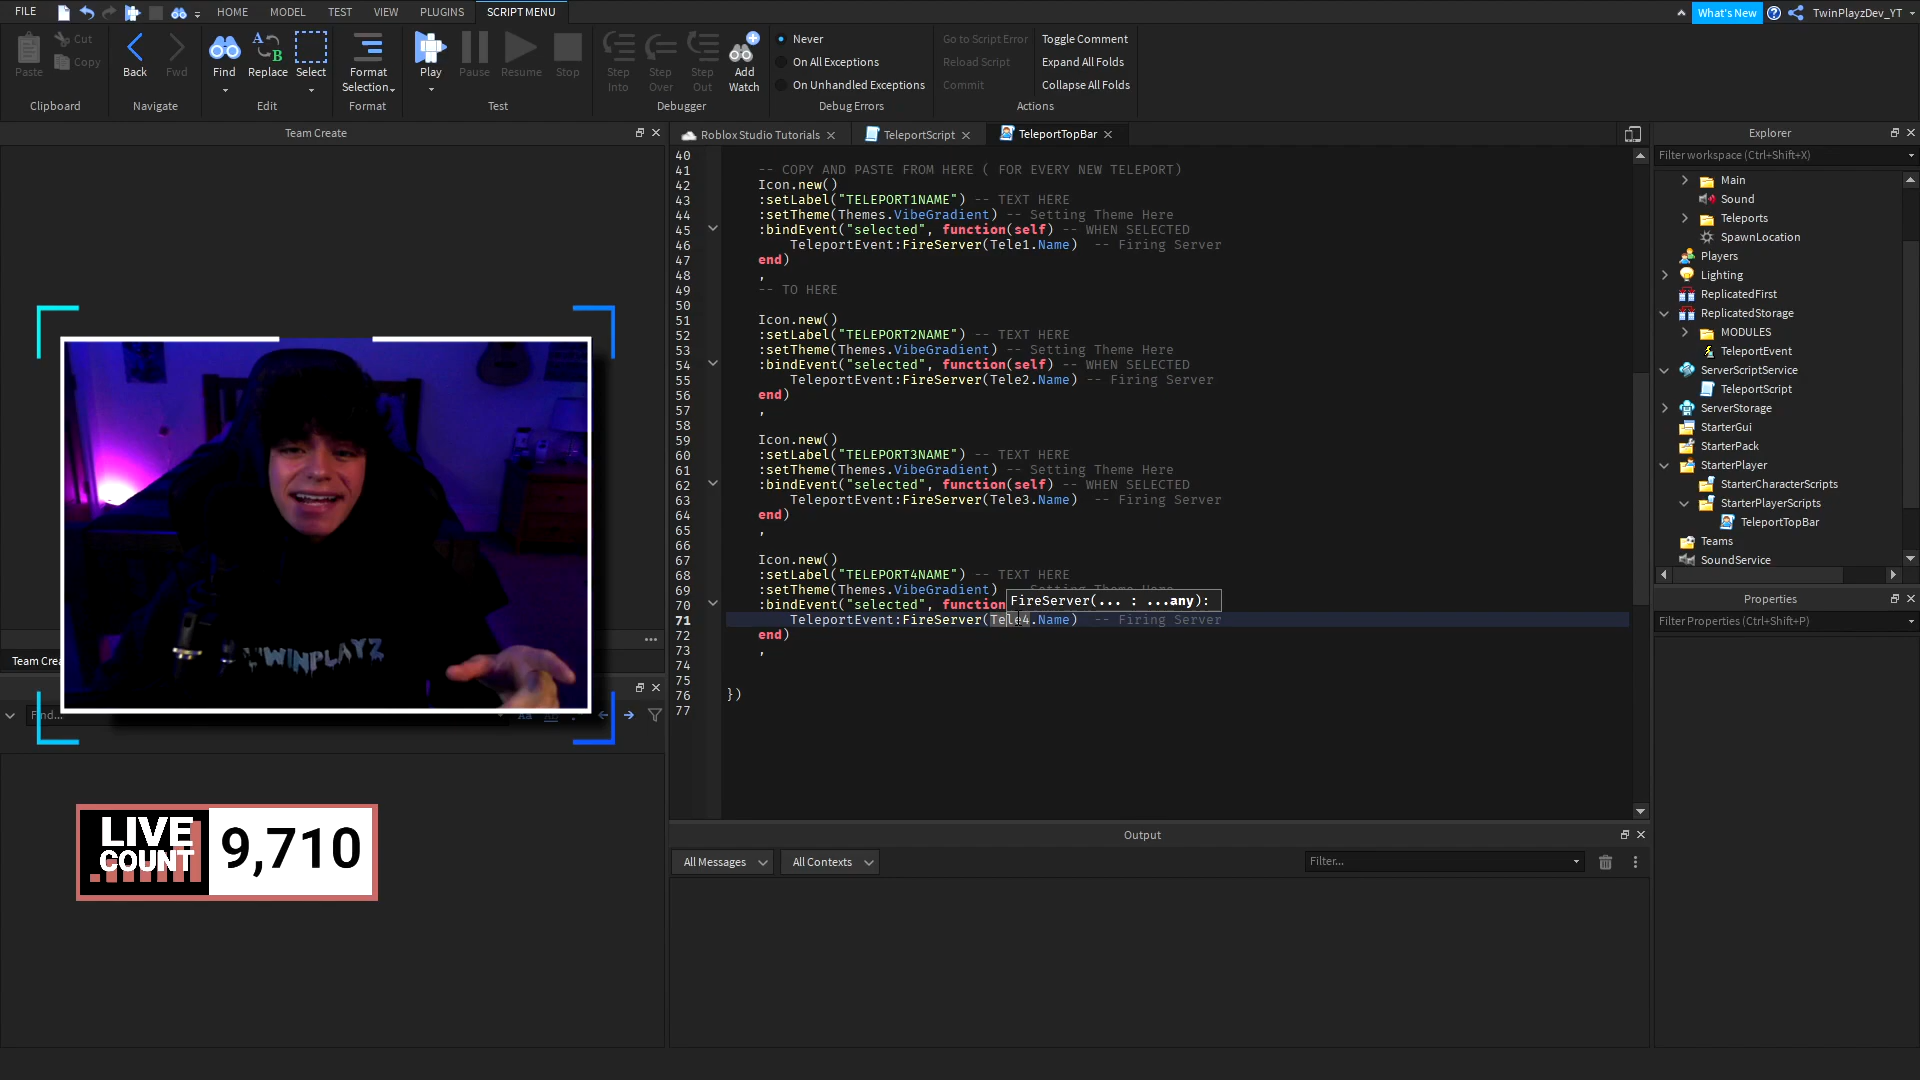 FILE HOME MODEL TEST VIEW PLUGINS SCRIPT MENU What's New TwinPlayzDev_YT
Paste Cut Copy Clipboard
Back Fwd Navigate
Find Replace Select Edit
Format Selection Format
Play Pause Resume Stop Test
Step Into Step Over Step Out Add Watch Debugger
Never
On All Exceptions
On Unhandled Exceptions
Debug Errors
Go to Script Error Toggle Comment
Reload Script Expand All Folds
Commit Collapse All Folds
Actions
Team Create
Roblox Studio Tutorials TeleportScript TeleportTopBar
40
41 -- COPY AND PASTE FROM HERE ( FOR EVERY NEW TELEPORT)
42 Icon.new()
43 :setLabel("TELEPORT1NAME") -- TEXT HERE
44 :setTheme(Themes.VibeGradient) -- Setting Theme Here
45 :bindEvent("selected", function(self) -- WHEN SELECTED
46 TeleportEvent:FireServer(Tele1.Name) -- Firing Server
47 end)
48 ,
49 -- TO HERE
50
51 Icon.new()
52 :setLabel("TELEPORT2NAME") -- TEXT HERE
53 :setTheme(Themes.VibeGradient) -- Setting Theme Here
54 :bindEvent("selected", function(self) -- WHEN SELECTED
55 TeleportEvent:FireServer(Tele2.Name) -- Firing Server
56 end)
57 ,
58
59 Icon.new()
60 :setLabel("TELEPORT3NAME") -- TEXT HERE
61 :setTheme(Themes.VibeGradient) -- Setting Theme Here
62 :bindEvent("selected", function(self) -- WHEN SELECTED
63 TeleportEvent:FireServer(Tele3.Name) -- Firing Server
64 end)
65 ,
66
67 Icon.new()
68 :setLabel("TELEPORT4NAME") -- TEXT HERE
69 :setTheme(Themes.VibeGradient) -- Setting Theme Here
70 :bindEvent("selected", function
FireServer(... : ...any):
71 TeleportEvent:FireServer(Tele4.Name) -- Firing Server
72 end)
73 ,
74
75
76 })
77
Explorer
Filter workspace (Ctrl+Shift+X)
Main
Sound
Teleports
SpawnLocation
Players
Lighting
ReplicatedFirst
ReplicatedStorage
MODULES
TeleportEvent
ServerScriptService
TeleportScript
ServerStorage
StarterGui
StarterPack
StarterPlayer
StarterCharacterScripts
StarterPlayerScripts
TeleportTopBar
Teams
SoundService
Properties
Filter Properties (Ctrl+Shift+P)
Team Crea
TWINPLAYZ
Find...
LIVE COUNT 9,710
Output
All Messages All Contexts Filter...